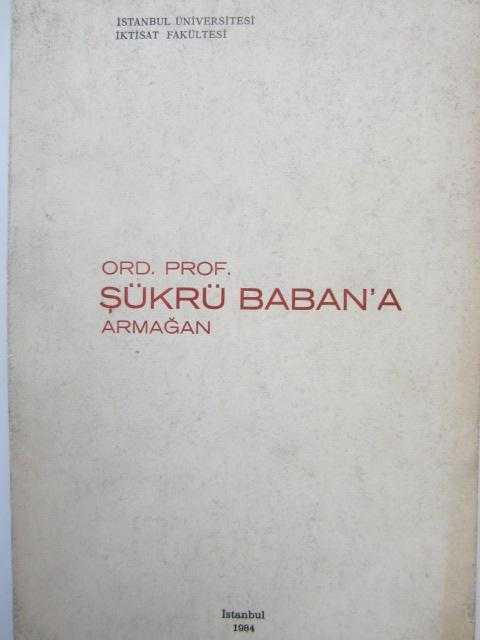 İSTANBUL ÜNİVERSİTESİ
İKTİSAT FAKÜLTESİ
ORD. PROF.
ŞÜKRÜ BABAN'A
ARMAĞAN
İstanbul
1984